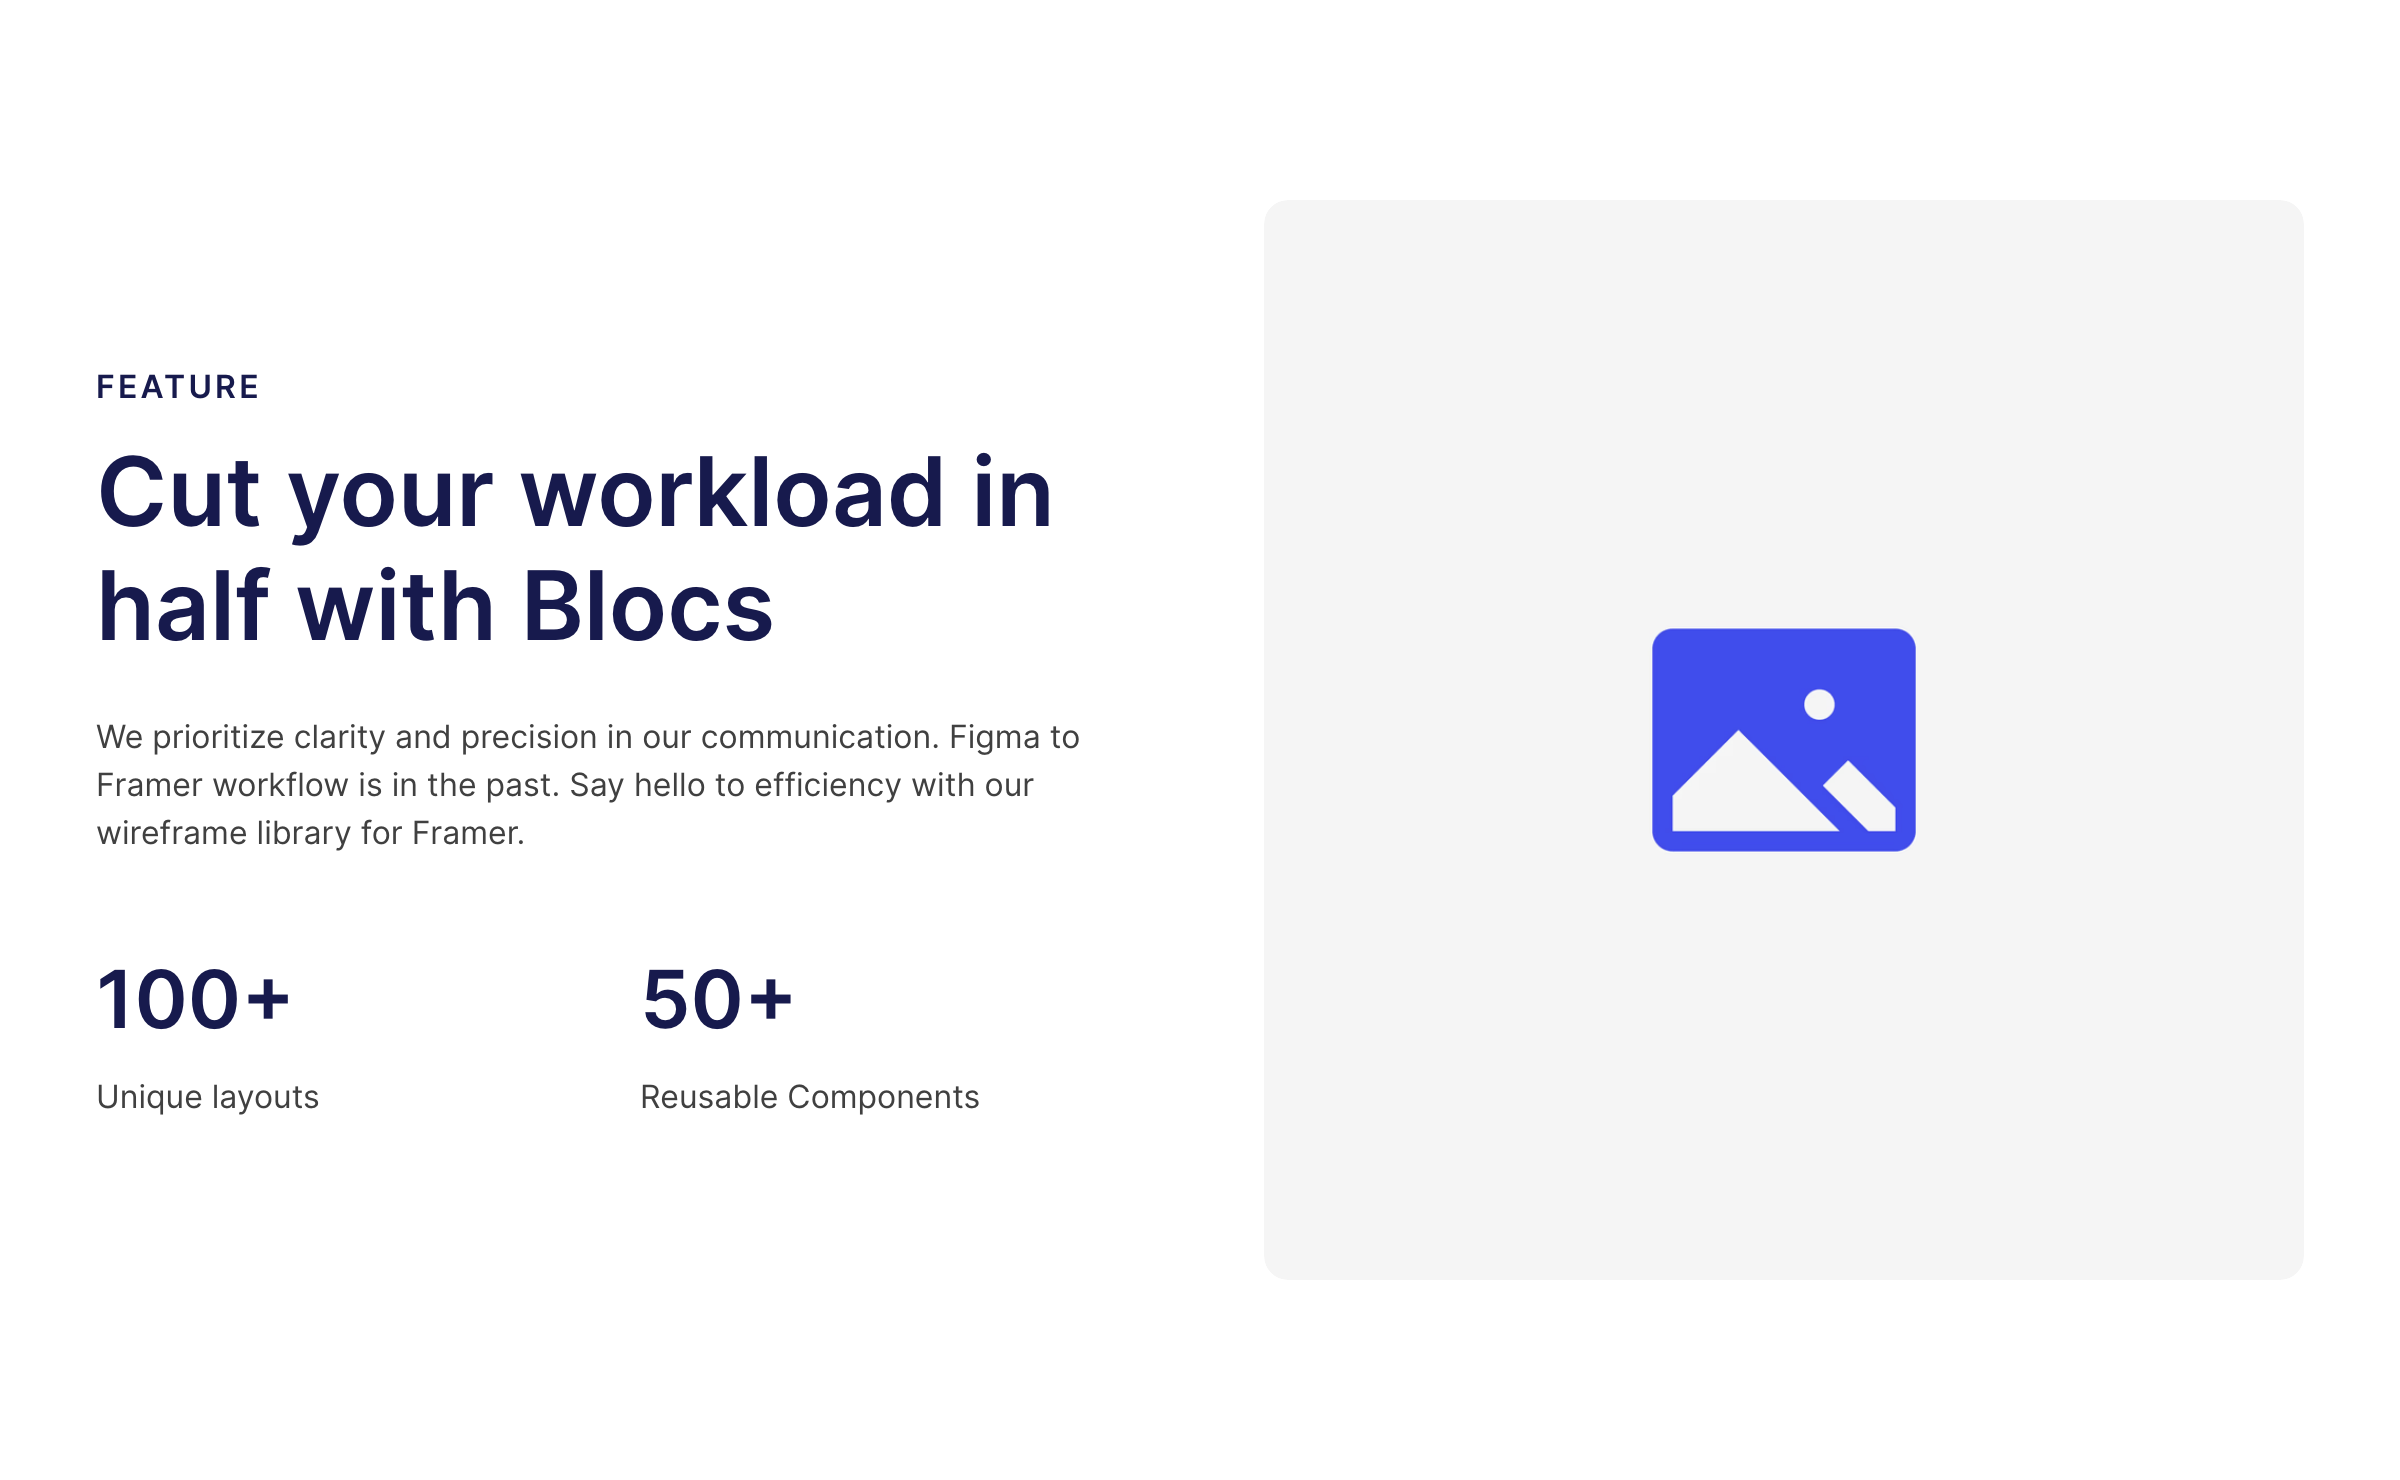 FEATURE
Cut your workload in
half with Blocs
We prioritize clarity and precision in our communication. Figma to
Framer workflow is in the past. Say hello to efficiency with our
wireframe library for Framer.
100+
50+
Unique layouts
Reusable Components